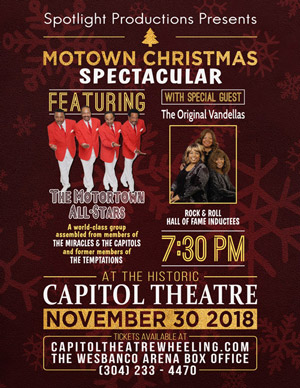 Spotlight Productions Presents
MOTOWN CHRISTMAS
SPECTACULAR
FEATURING
The Motortown
All-Stars
A world-class group
assembled from members of
THE MIRACLES & THE CAPITOLS
and former members of
THE TEMPTATIONS
WITH SPECIAL GUEST
The Original Vandellas
ROCK & ROLL
HALL OF FAME INDUCTEES
7:30 PM
AT THE HISTORIC
CAPITOL THEATRE
NOVEMBER 30 2018
TICKETS AVAILABLE AT
CAPITOLTHEATREWHEELING.COM
THE WESBANCO ARENA BOX OFFICE
(304) 233 - 4470